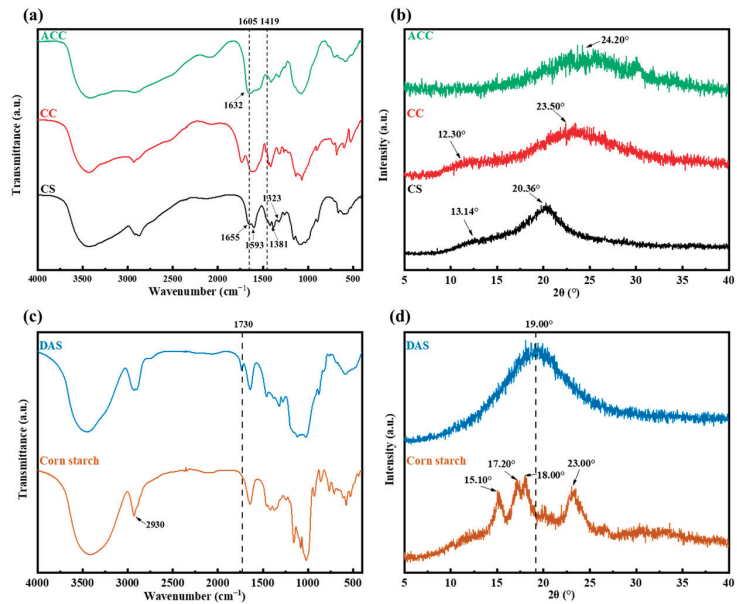 (a)
1605 1419
ACC
1632
CC
CS
1323
1655
1593
1381
Transmittance (a.u.)
4000 3500 3000 2500 2000 1500 1000 500
Wavenumber (cm⁻¹)
(b)
ACC
24.20°
CC
23.50°
12.30°
CS
20.36°
13.14°
Intensity (a.u.)
5 10 15 20 25 30 35 40
2θ (°)
(c)
1730
DAS
Corn starch
2930
Transmittance (a.u.)
4000 3500 3000 2500 2000 1500 1000 500
Wavenumber (cm⁻¹)
(d)
19.00°
DAS
Corn starch
17.20°
18.00°
15.10°
23.00°
Intensity (a.u.)
5 10 15 20 25 30 35 40
2θ (°)